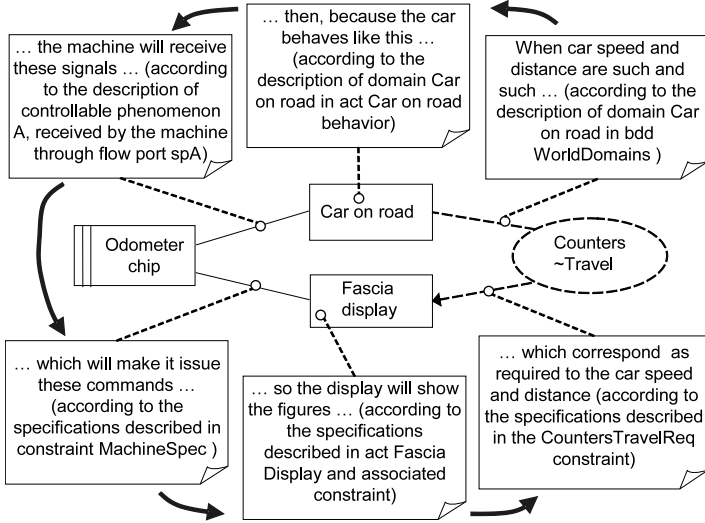 … the machine will receive
these signals … (according
to the description of
controllable phenomenon
A, received by the machine
through flow port spA)
… then, because the car
behaves like this …
(according to the
description of domain Car
on road in act Car on road
behavior)
When car speed and
distance are such and
such … (according to the
description of domain Car
on road in bdd
WorldDomains )
Car on road
Odometer
chip
Counters
~Travel
Fascia
display
… which will make it issue
these commands …
(according to the
specifications described in
constraint MachineSpec )
… so the display will show
the figures … (according to
the specifications
described in act Fascia
Display and associated
constraint)
… which correspond as
required to the car speed
and distance (according to
the specifications described
in the CountersTravelReq
constraint)